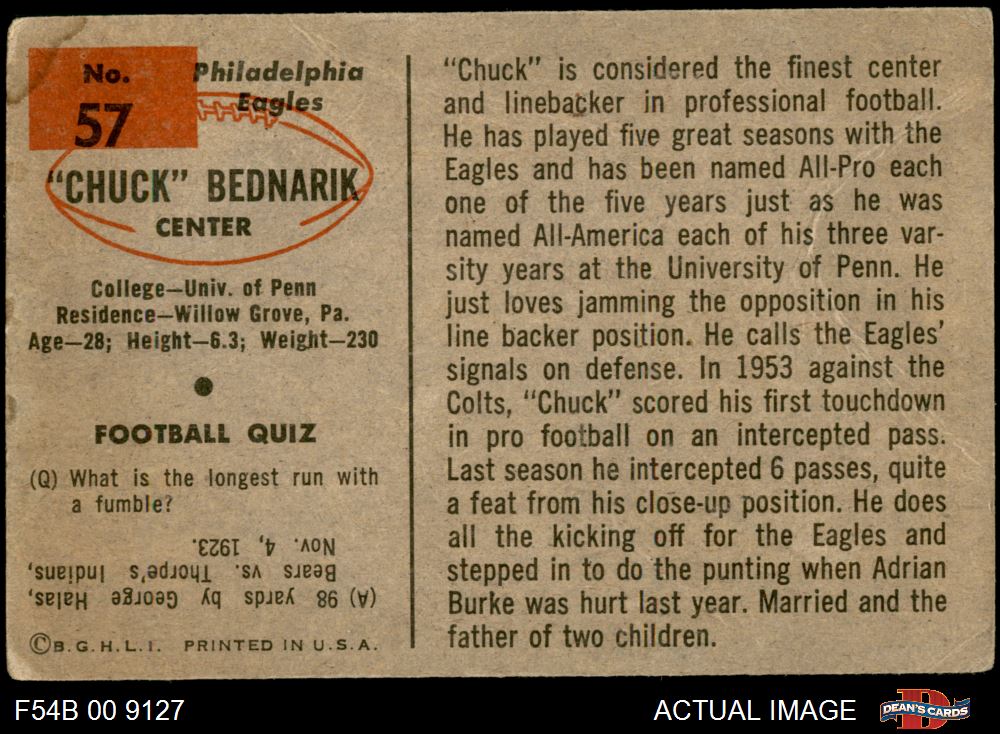 No.
57
Philadelphia
Eagles
"CHUCK" BEDNARIK
CENTER
College—Univ. of Penn
Residence—Willow Grove, Pa.
Age—28; Height—6.3; Weight—230
FOOTBALL QUIZ
(Q) What is the longest run with
a fumble?
(A) 98 yards by George Halas,
Bears vs. Thorpe's Indians,
Nov. 4, 1923.
©B.G.H.L.I. PRINTED IN U.S.A.
"Chuck" is considered the finest center
and linebacker in professional football.
He has played five great seasons with the
Eagles and has been named All-Pro each
one of the five years just as he was
named All-America each of his three var-
sity years at the University of Penn. He
just loves jamming the opposition in his
line backer position. He calls the Eagles'
signals on defense. In 1953 against the
Colts, "Chuck" scored his first touchdown
in pro football on an intercepted pass.
Last season he intercepted 6 passes, quite
a feat from his close-up position. He does
all the kicking off for the Eagles and
stepped in to do the punting when Adrian
Burke was hurt last year. Married and the
father of two children.
F54B 00 9127
ACTUAL IMAGE
DEAN'S CARDS